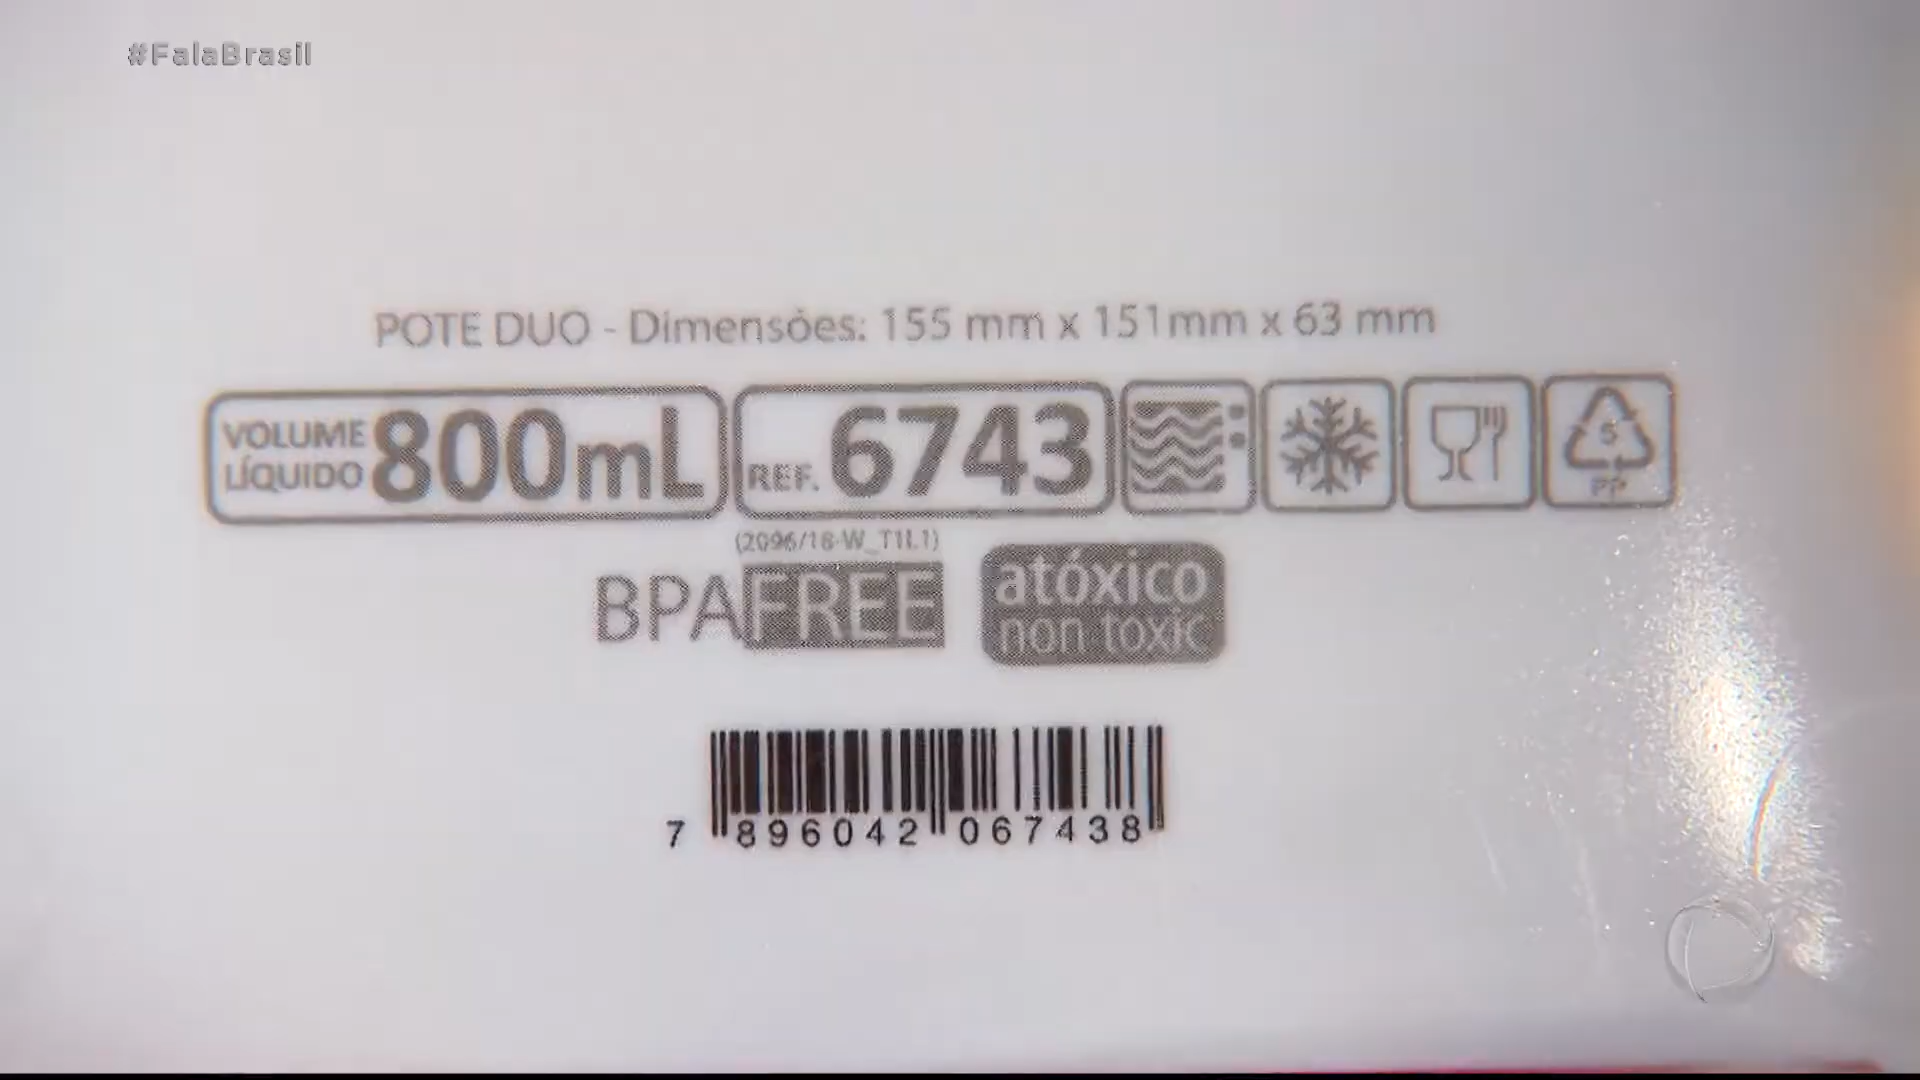 #FalaBrasil
POTE DUO - Dimensões: 155 mm x 151mm x 63 mm
VOLUME LÍQUIDO 800mL
REF. 6743
5
PP
(2096/18-W_T1L1)
BPAFREE
atóxico
non toxic
7 896042 067438